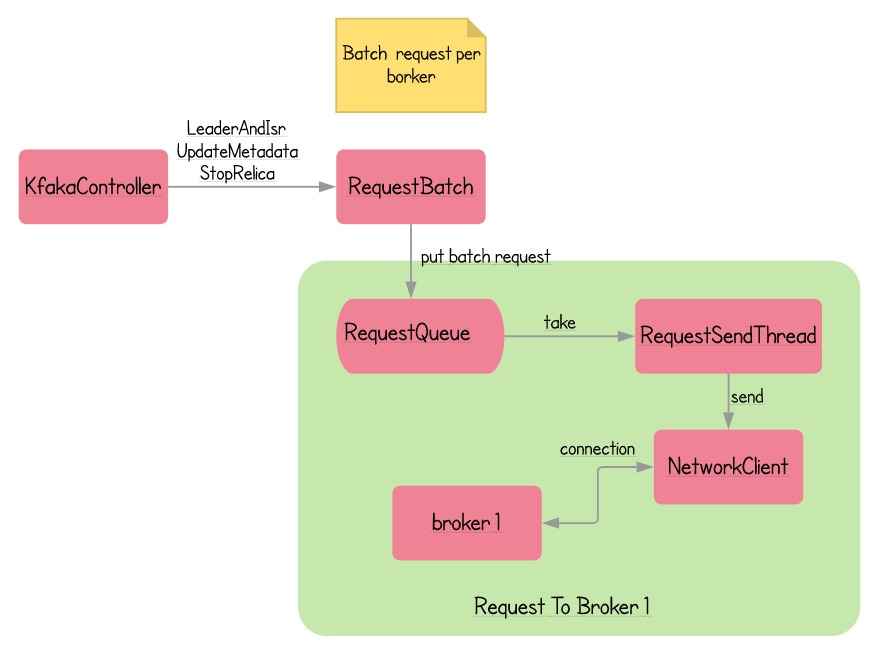 Batch request per
borker
LeaderAndIsr
UpdateMetadata
StopRelica
KfakaController
RequestBatch
put batch request
RequestQueue
take
RequestSendThread
send
connection
NetworkClient
broker 1
Request To Broker 1